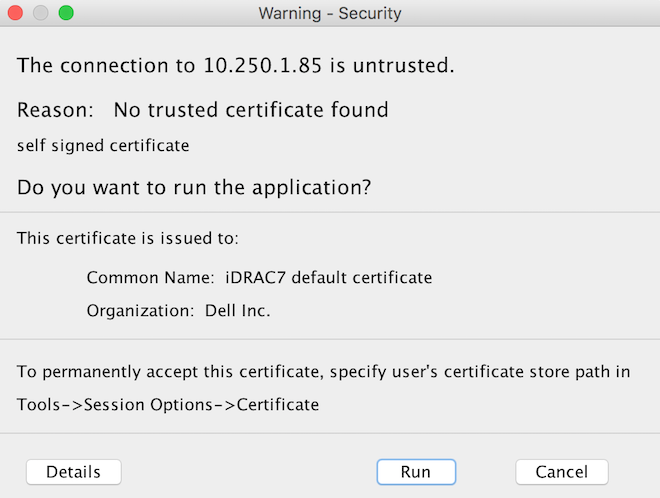 Warning - Security
The connection to 10.250.1.85 is untrusted.
Reason: No trusted certificate found
self signed certificate
Do you want to run the application?
This certificate is issued to:
Common Name: iDRAC7 default certificate
Organization: Dell Inc.
To permanently accept this certificate, specify user's certificate store path in
Tools->Session Options->Certificate
Details Run Cancel